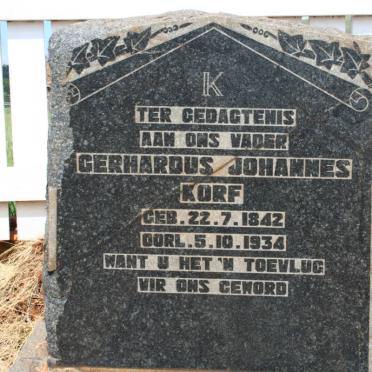 K
TER GEDAGTENIS
AAN ONS VADER
GERHARDUS JOHANNES
KORF
GEB. 22.7.1842
OORL. 5.10.1934
WANT U HET 'N TOEVLUG
VIR ONS GEWORD